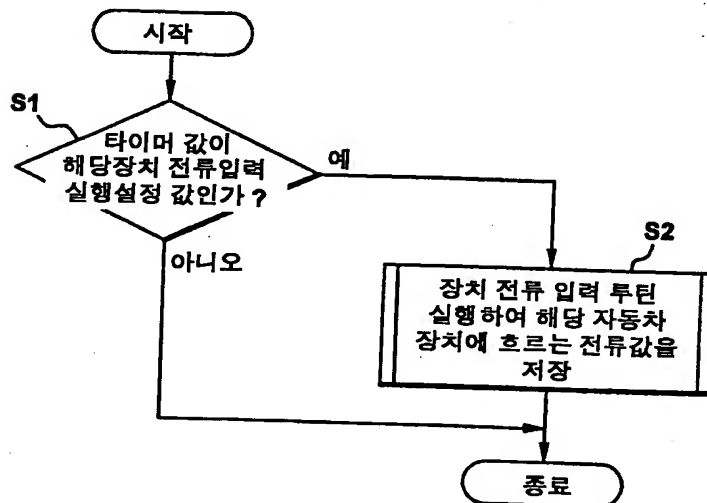 시작
S1
타이머 값이
해당장치 전류입력
실행설정 값인가 ?
예
아니오
S2
장치 전류 입력 루틴
실행하여 해당 자동차
장치에 흐르는 전류값을
저장
종료